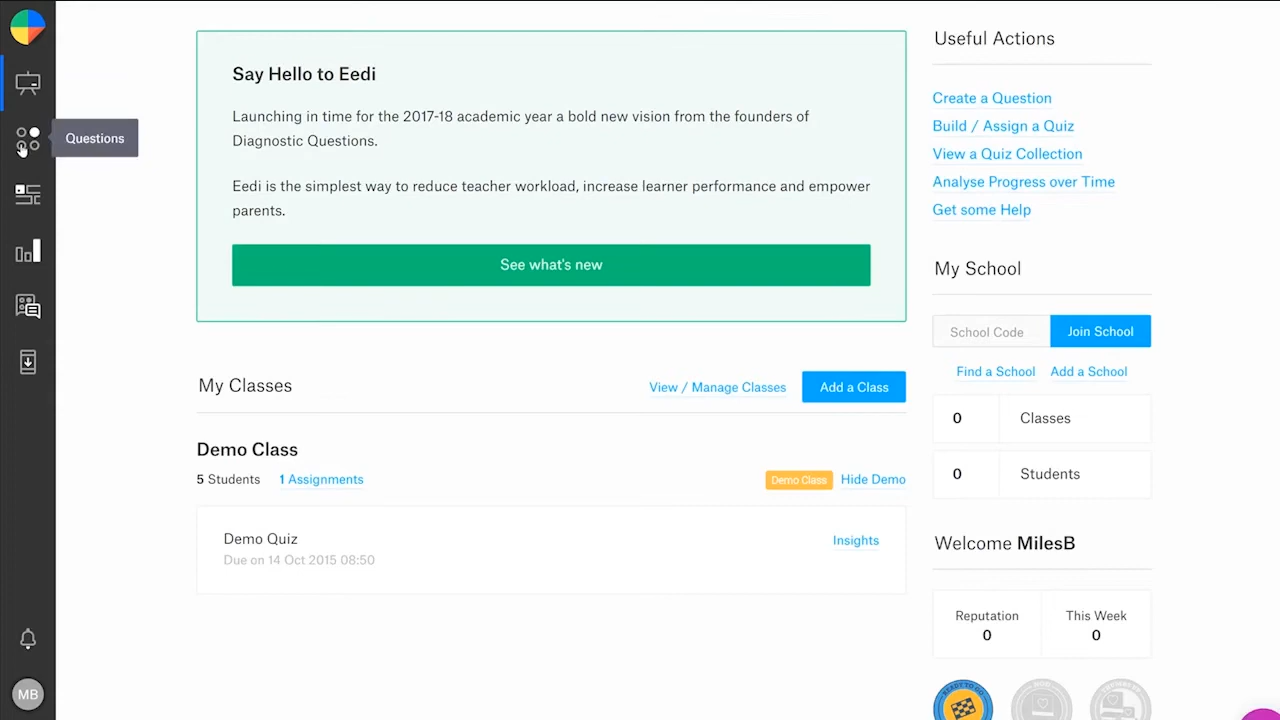 Questions
Say Hello to Eedi
Launching in time for the 2017-18 academic year a bold new vision from the founders of
Diagnostic Questions.
Eedi is the simplest way to reduce teacher workload, increase learner performance and empower
parents.
See what's new
My Classes
View / Manage Classes
Add a Class
Demo Class
5 Students 1 Assignments
Demo Class Hide Demo
Demo Quiz
Due on 14 Oct 2015 08:50
Insights
Useful Actions
Create a Question
Build / Assign a Quiz
View a Quiz Collection
Analyse Progress over Time
Get some Help
My School
School Code Join School
Find a School Add a School
0 Classes
0 Students
Welcome MilesB
Reputation This Week
0 0
READY TO GO
MB